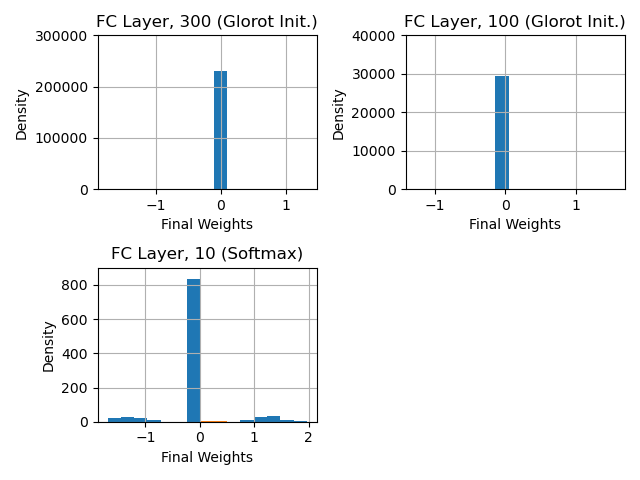 FC Layer, 300 (Glorot Init.)
300000
200000
100000
0
Density
−1
0
1
Final Weights
FC Layer, 100 (Glorot Init.)
40000
30000
20000
10000
0
Density
−1
0
1
Final Weights
FC Layer, 10 (Softmax)
800
600
400
200
0
Density
−1
0
1
2
Final Weights